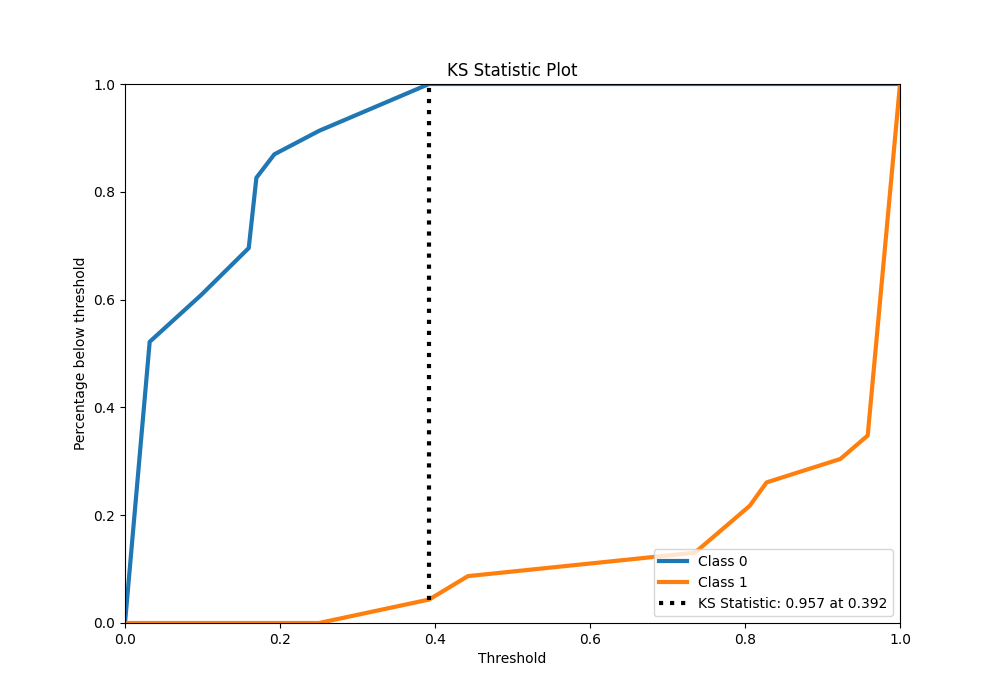 KS Statistic Plot
1.0
0.8
0.6
0.4
0.2
0.0
Percentage below threshold
0.0 0.2 0.4 0.6 0.8 1.0
Threshold
Class 0
Class 1
KS Statistic: 0.957 at 0.392